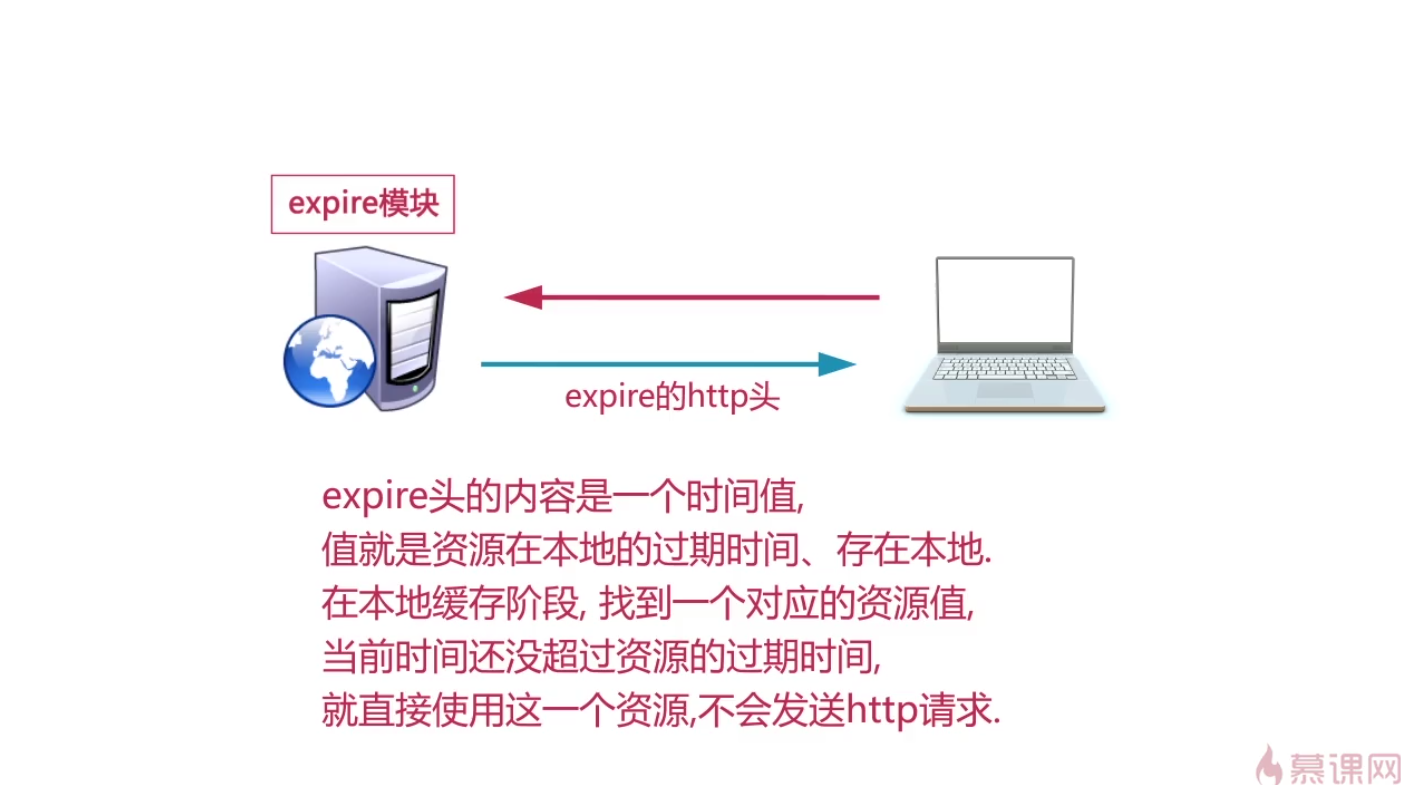 expire模块
expire的http头
expire头的内容是一个时间值,
值就是资源在本地的过期时间、存在本地.
在本地缓存阶段, 找到一个对应的资源值,
当前时间还没超过资源的过期时间,
就直接使用这一个资源,不会发送http请求.
慕课网